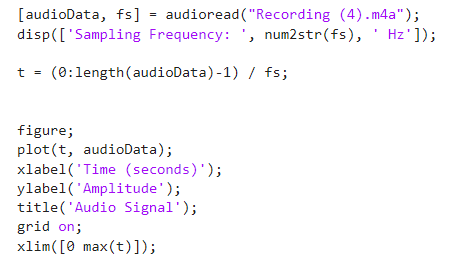 [audioData, fs] = audioread("Recording (4).m4a");
disp(['Sampling Frequency: ', num2str(fs), ' Hz']);
t = (0:length(audioData)-1) / fs;
figure;
plot(t, audioData);
xlabel('Time (seconds)');
ylabel('Amplitude');
title('Audio Signal');
grid on;
xlim([0 max(t)]);